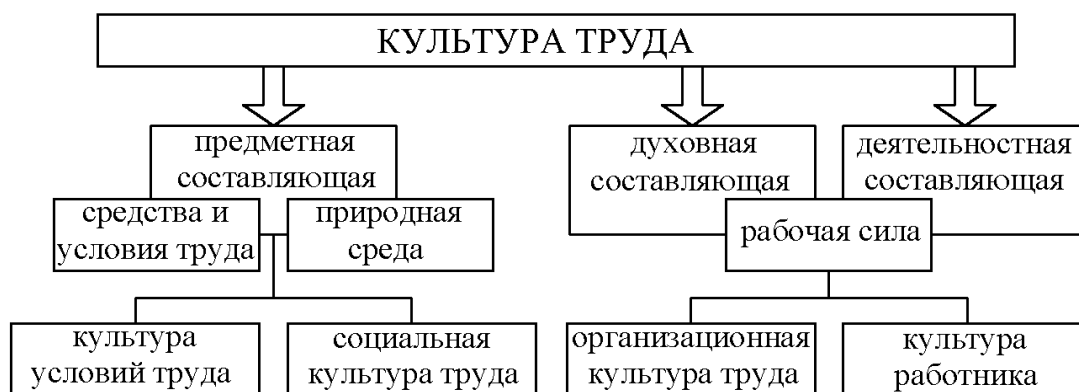 КУЛЬТУРА ТРУДА
предметная
составляющая
духовная
составляющая
деятельностная
составляющая
средства и
условия труда
природная
среда
рабочая сила
культура
условий труда
социальная
культура труда
организационная
культура труда
культура
работника